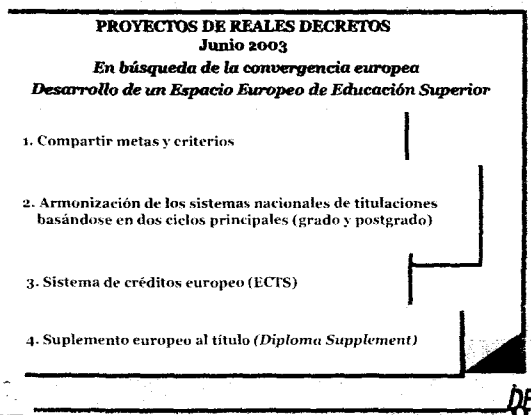 PROYECTOS DE REALES DECRETOS
Junio 2003
En búsqueda de la convergencia europea
Desarrollo de un Espacio Europeo de Educación Superior
1. Compartir metas y criterios
2. Armonización de los sistemas nacionales de titulaciones
basándose en dos ciclos principales (grado y postgrado)
3. Sistema de créditos europeo (ECTS)
4. Suplemento europeo al título (Diploma Supplement)